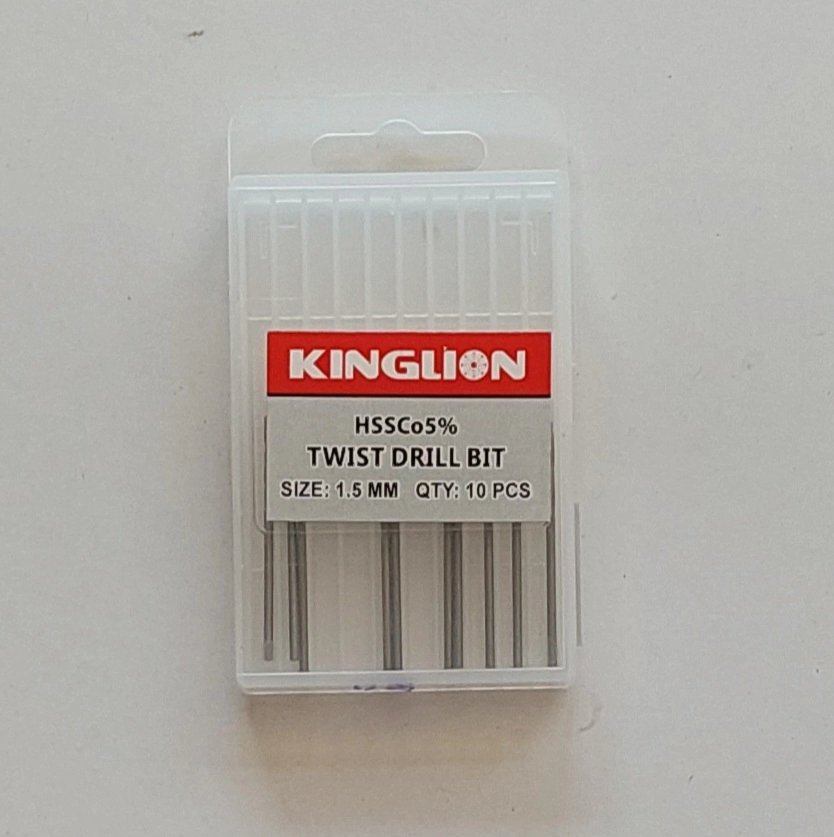 KINGLION
HSSCo5%
TWIST DRILL BIT
SIZE: 1.5 MM QTY: 10 PCS